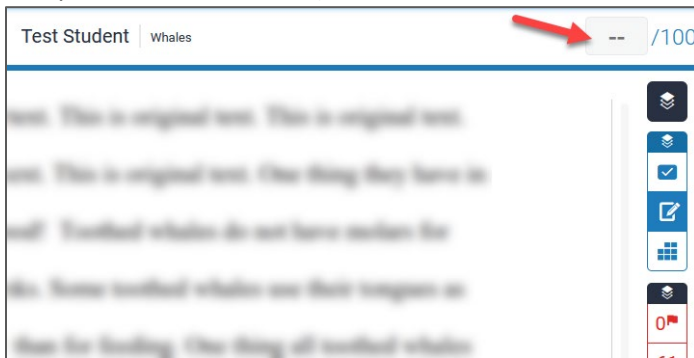 Test Student Whales -- /100
text. This is original text. This is original text.
text. This is original text. One thing they have in
Toothed whales do not have molars for
Some toothed whales use their tongues as
than for feeding. One thing all toothed whales
0